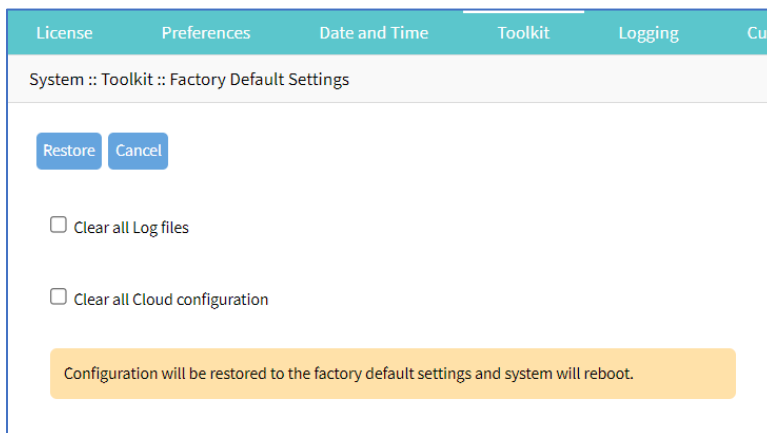 License Preferences Date and Time Toolkit Logging
System :: Toolkit :: Factory Default Settings
Restore Cancel
Clear all Log files
Clear all Cloud configuration
Configuration will be restored to the factory default settings and system will reboot.